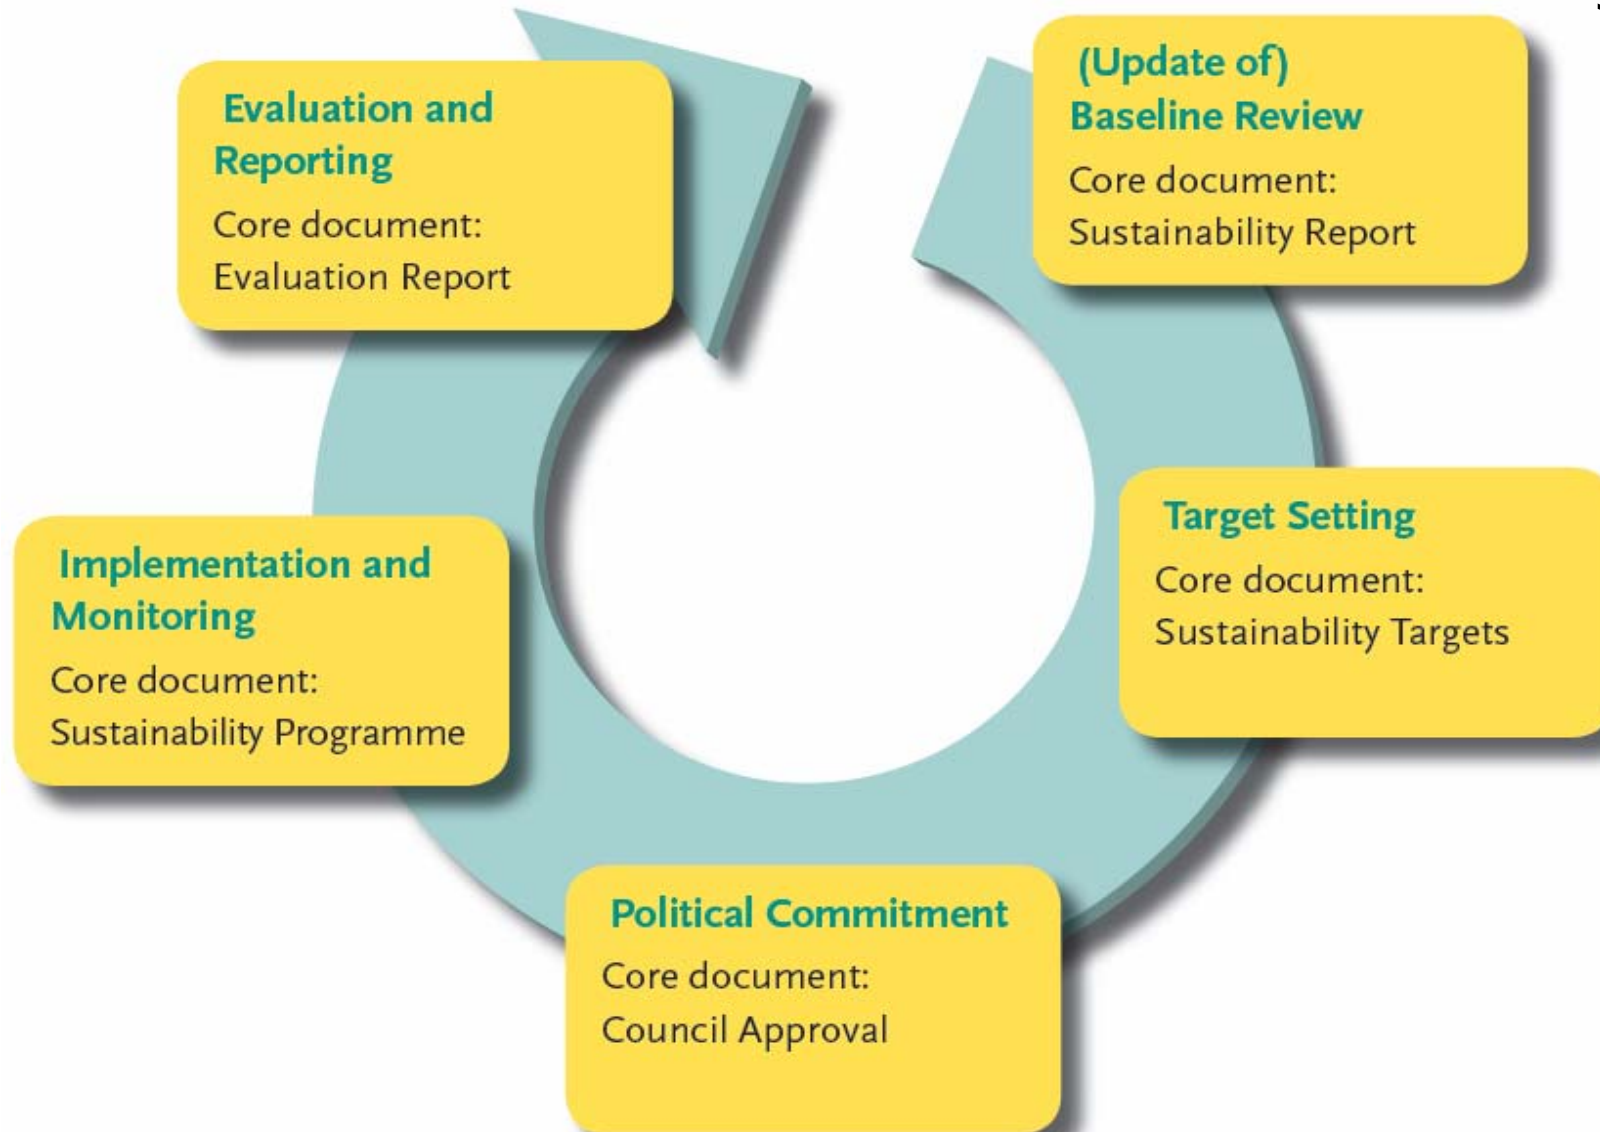 Evaluation and
Reporting
Core document:
Evaluation Report
(Update of)
Baseline Review
Core document:
Sustainability Report
Target Setting
Core document:
Sustainability Targets
Political Commitment
Core document:
Council Approval
Implementation and
Monitoring
Core document:
Sustainability Programme